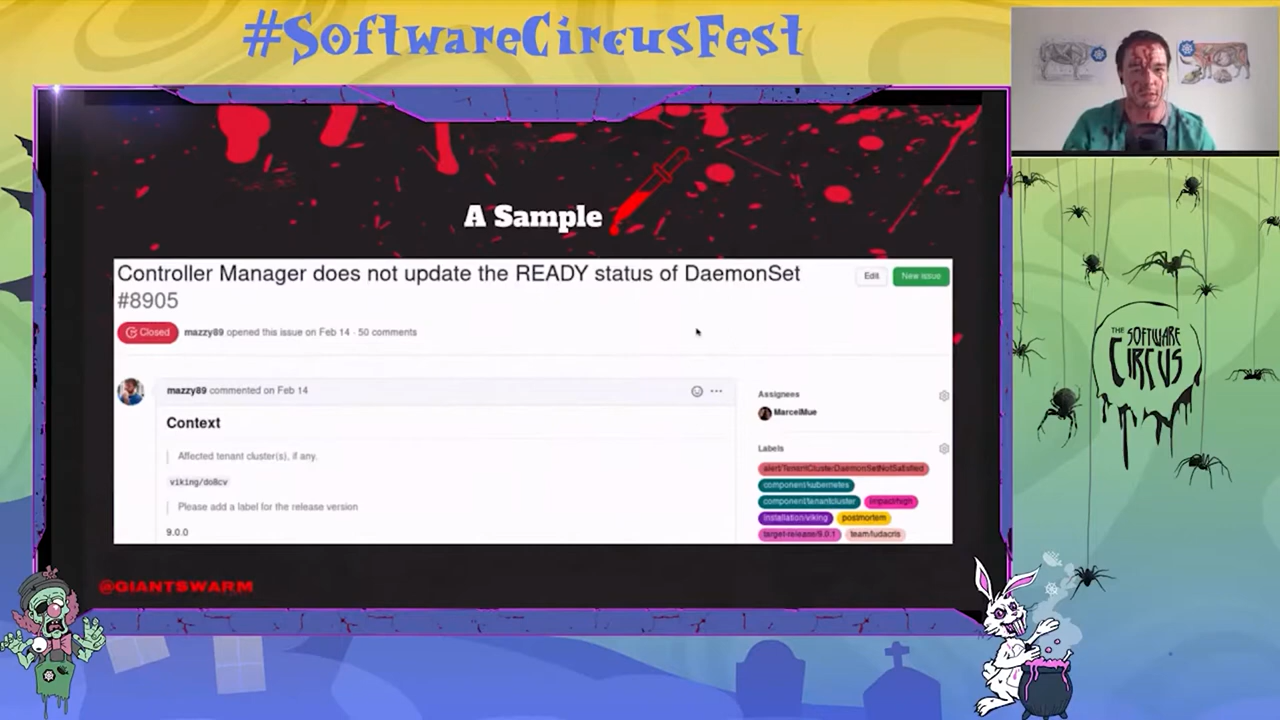 #SoftwareCircusFest
A Sample
Controller Manager does not update the READY status of DaemonSet
#8905
Edit
New issue
Closed
mazzy89 opened this issue on Feb 14 · 50 comments
mazzy89 commented on Feb 14
Context
Affected tenant cluster(s), if any.
viking/do8cv
Please add a label for the release version
9.0.0
Assignees
MarcelMue
Labels
alert/TenantClusterDaemonSetNotSatisfied
component/kubernetes
component/tenantcluster impact/high
installation/viking postmortem
target-release/9.0.1 team/ludacris
@GIANTSWARM
THE
SOFTWARE
CIRCUS